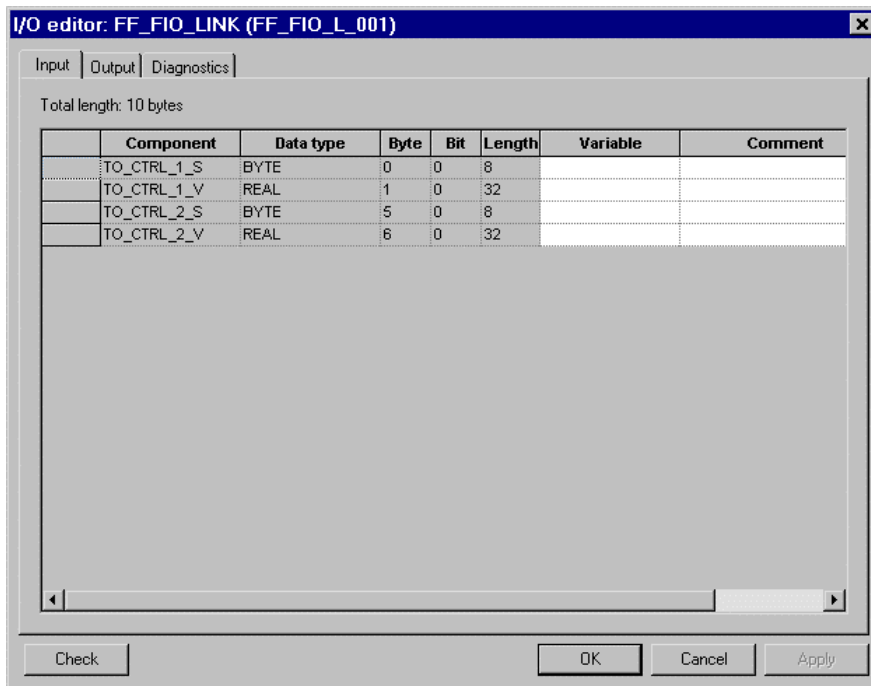 I/O editor: FF_FIO_LINK (FF_FIO_L_001)
Input Output Diagnostics
Total length: 10 bytes
Component Data type Byte Bit Length Variable Comment
TO_CTRL_1_S BYTE 0 0 8
TO_CTRL_1_V REAL 1 0 32
TO_CTRL_2_S BYTE 5 0 8
TO_CTRL_2_V REAL 6 0 32
Check OK Cancel Apply